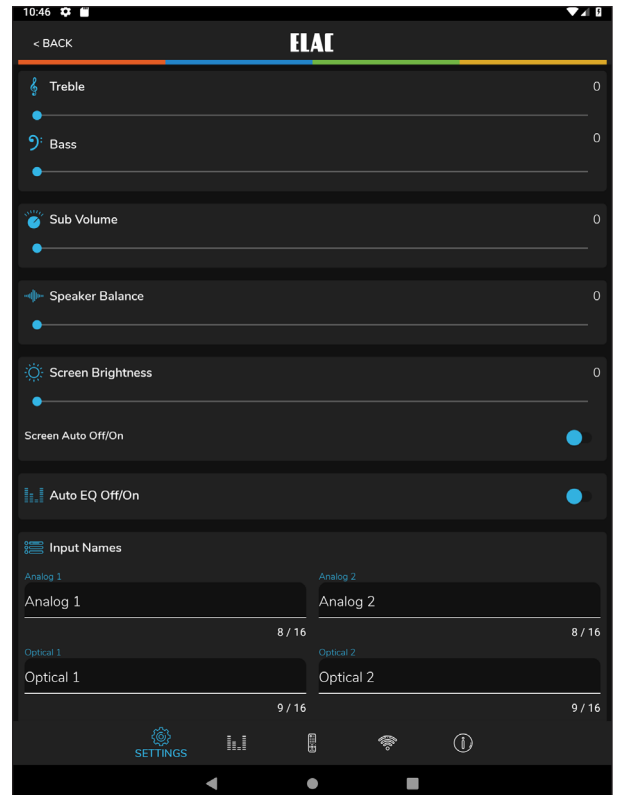 10:46
< BACK
ELAC
Treble 0
Bass 0
Sub Volume 0
Speaker Balance 0
Screen Brightness 0
Screen Auto Off/On
Auto EQ Off/On
Input Names
Analog 1 Analog 2
Analog 1 Analog 2
8 / 16 8 / 16
Optical 1 Optical 2
Optical 1 Optical 2
9 / 16 9 / 16
SETTINGS